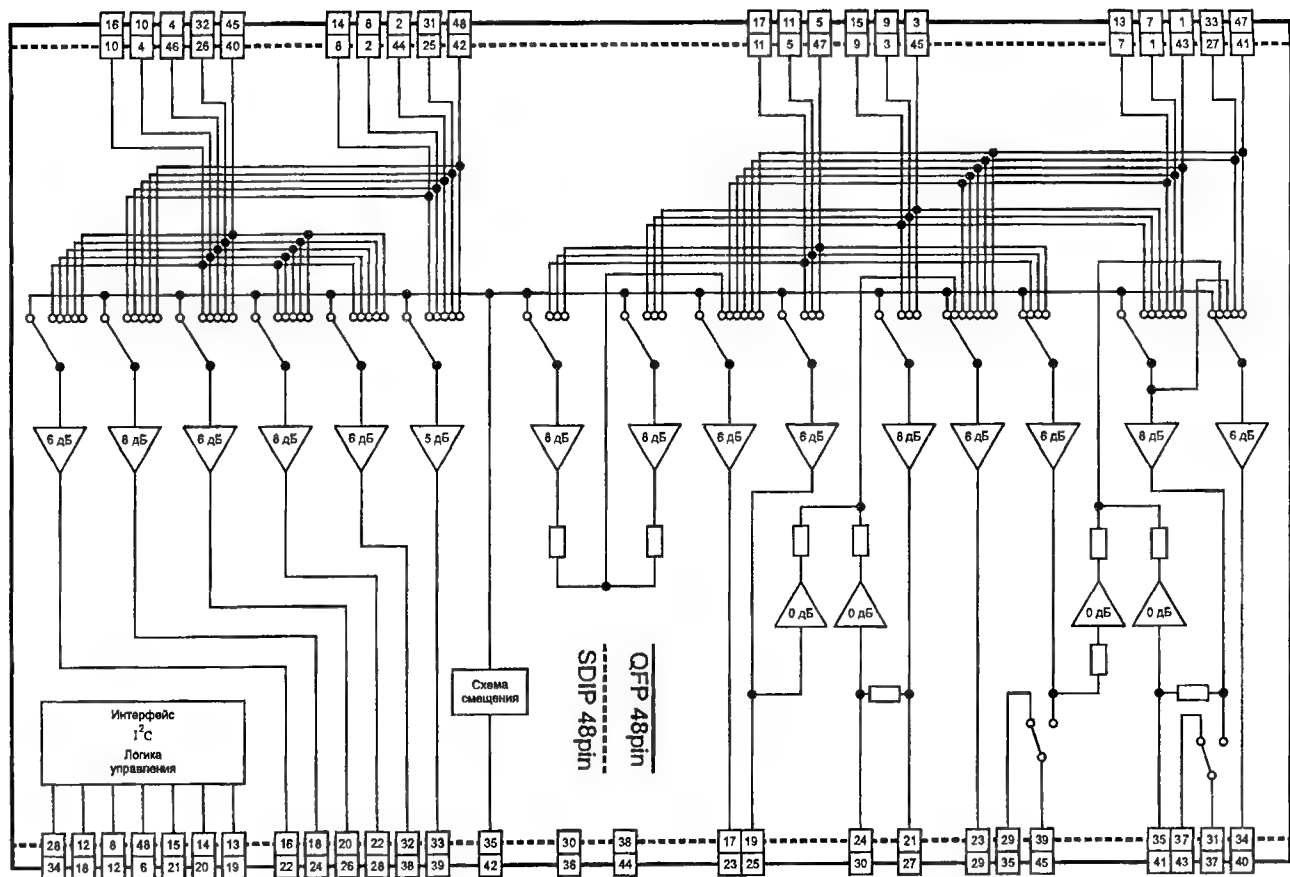 16 10 4 32 45 14 8 2 31 48 17 11 5 15 9 3 13 7 1 33 47
10 4 46 26 40 8 2 44 25 42 11 5 47 9 3 45 7 1 43 27 41
6 дБ 8 дБ 6 дБ 8 дБ 6 дБ 5 дБ 8 дБ 8 дБ 6 дБ 6 дБ 8 дБ 6 дБ 6 дБ 8 дБ 6 дБ
0 дБ 0 дБ 0 дБ 0 дБ
QFP 48pin
SDIP 48pin
Схема
смещения
Интерфейс
I²C
Логика
управления
28 12 8 48 15 14 13 16 18 20 22 32 33 35 30 38 17 19 24 21 23 29 39 35 37 31 34
34 18 12 6 21 20 19 22 24 26 28 38 39 42 36 44 23 25 30 27 29 35 45 41 43 37 40